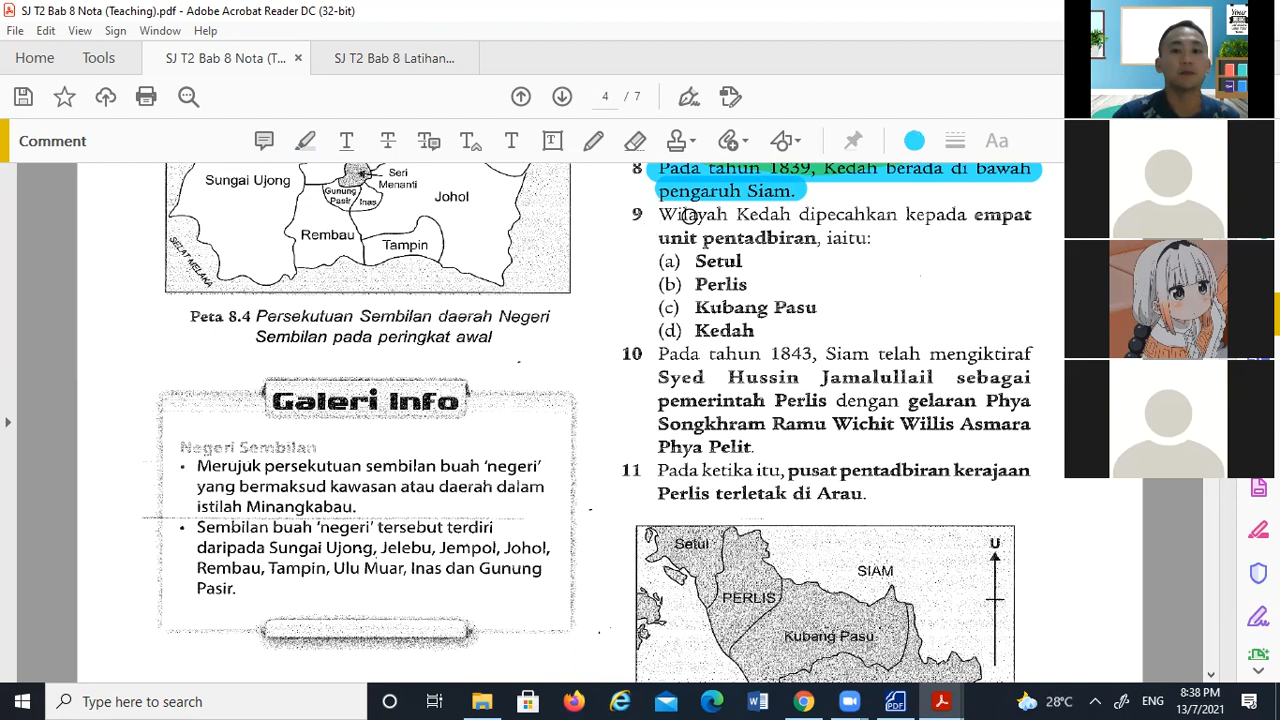 SJ T2 Bab 8 Nota (Teaching).pdf - Adobe Acrobat Reader DC (32-bit)
File Edit View Sign Window Help
Home Tools SJ T2 Bab 8 Nota (T... × SJ T2 Bab 8 Latihan...
4 / 7
Comment
Aa
Sungai Ujong
Seri
Menanti
Gunung
Pasir
Inas
Johol
Rembau
Tampin
SELAT MELAKA
Peta 8.4 Persekutuan Sembilan daerah Negeri
Sembilan pada peringkat awal
Galeri Info
Negeri Sembilan
• Merujuk persekutuan sembilan buah ‘negeri’
yang bermaksud kawasan atau daerah dalam
istilah Minangkabau.
• Sembilan buah ‘negeri’ tersebut terdiri
daripada Sungai Ujong, Jelebu, Jempol, Johol,
Rembau, Tampin, Ulu Muar, Inas dan Gunung
Pasir.
8 Pada tahun 1839, Kedah berada di bawah
pengaruh Siam.
9 Wilayah Kedah dipecahkan kepada empat
unit pentadbiran, iaitu:
(a) Setul
(b) Perlis
(c) Kubang Pasu
(d) Kedah
10 Pada tahun 1843, Siam telah mengiktiraf
Syed Hussin Jamalullail sebagai
pemerintah Perlis dengan gelaran Phya
Songkhram Ramu Wichit Willis Asmara
Phya Pelit.
11 Pada ketika itu, pusat pentadbiran kerajaan
Perlis terletak di Arau.
Setul
PERLIS
SIAM
Kubang Pasu
U
Type here to search
28°C
ENG
8:38 PM
13/7/2021